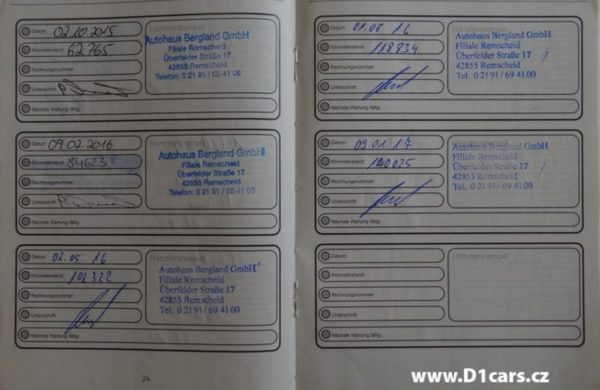 Datum: 02.10.2015
Kilometerstand: 62.765
Rechnungsnummer:
Unterschrift:
Nächste Wartung fällig:
Händlerstempel
Autohaus Bergland GmbH
Filiale Remscheid
Überfelder Straße 17
42855 Remscheid
Telefon: 0 21 91 / 69 41 00
Datum: 09.02.2016
Kilometerstand:
Rechnungsnummer:
Unterschrift:
Nächste Wartung fällig:
Autohaus Bergland GmbH
Filiale Remscheid
Überfelder Straße 17
42855 Remscheid
Telefon: 0 21 91 / 69 41 00
Datum: 02.05.16
Kilometerstand: 102322
Rechnungsnummer:
Unterschrift:
Nächste Wartung fällig:
Händlerstempel
Autohaus Bergland GmbH
Filiale Remscheid
Überfelder Straße 17
42855 Remscheid
Tel. 0 21 91 / 69 41 00
24
Datum: 01.08.16
Kilometerstand: 118934
Rechnungsnummer:
Unterschrift:
Nächste Wartung fällig:
Autohaus Bergland GmbH
Filiale Remscheid
Überfelder Straße 17
42855 Remscheid
Tel. 0 21 91 / 69 41 00
Datum: 09.01.17
Kilometerstand:
Rechnungsnummer:
Unterschrift:
Nächste Wartung fällig:
Autohaus Bergland GmbH
Filiale Remscheid
Überfelder Straße 17
42855 Remscheid
Tel. 0 21 91 / 69 41 00
Datum:
Kilometerstand:
Rechnungsnummer:
Unterschrift:
Nächste Wartung fällig:
Händlerstempel
www.D1cars.cz